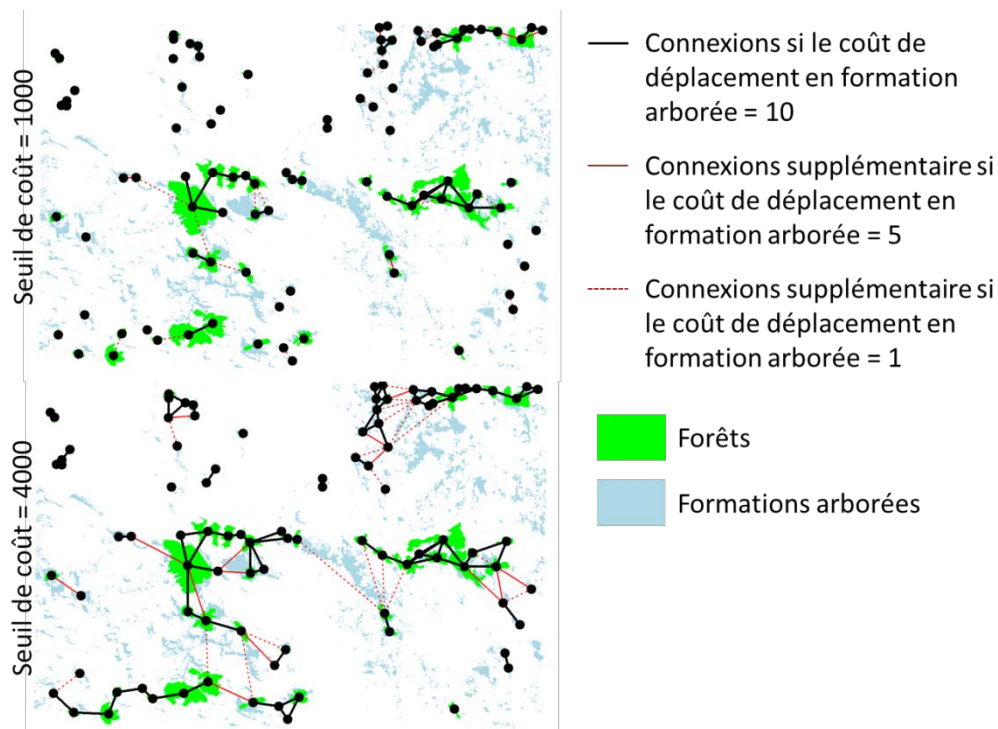 Seuil de coût = 1000
Seuil de coût = 4000
Connexions si le coût de
déplacement en formation
arborée = 10
Connexions supplémentaire si
le coût de déplacement en
formation arborée = 5
Connexions supplémentaire si
le coût de déplacement en
formation arborée = 1
Forêts
Formations arborées